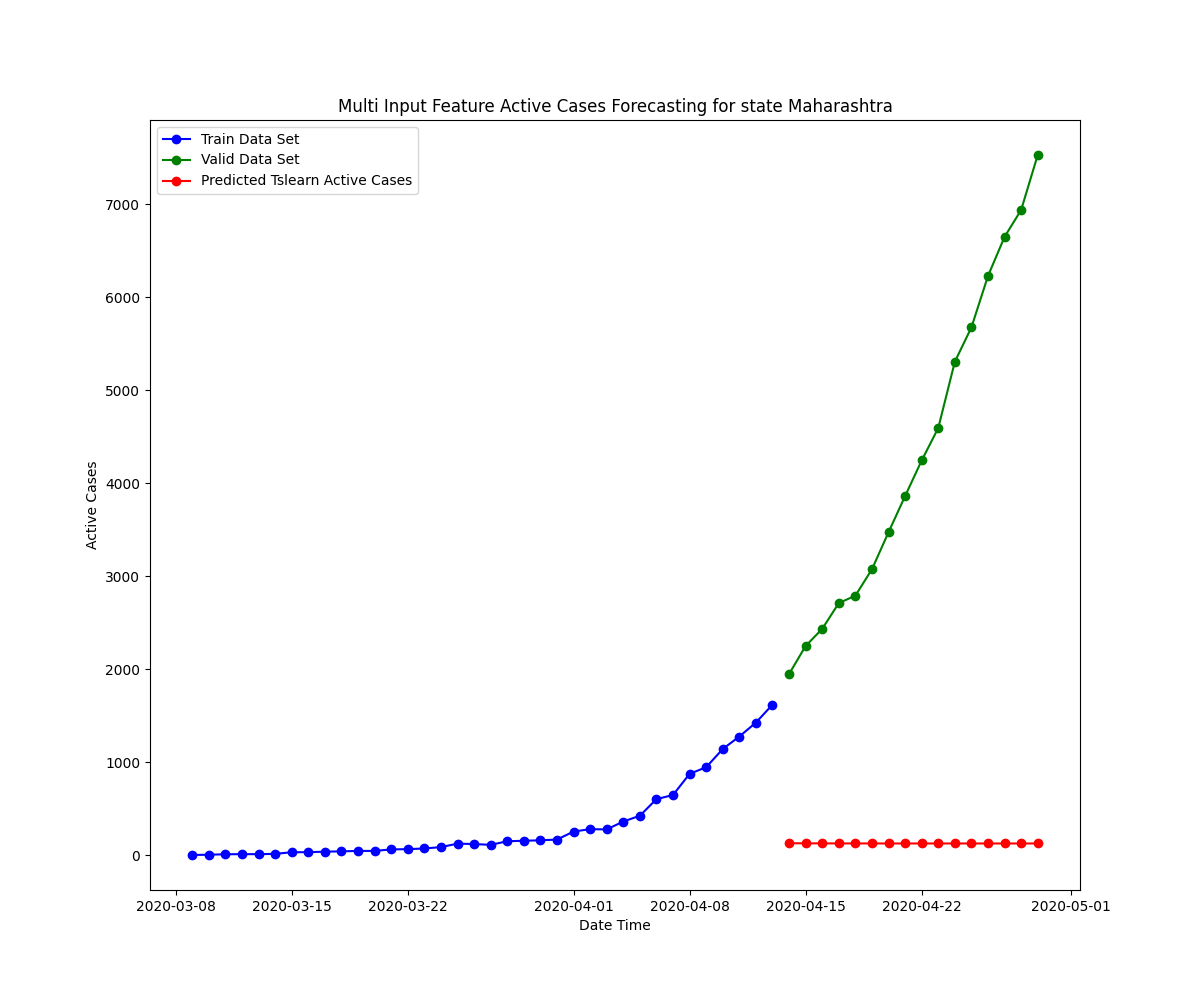 Multi Input Feature Active Cases Forecasting for state Maharashtra
Train Data Set
Valid Data Set
Predicted Tslearn Active Cases
7000
6000
5000
4000
3000
2000
1000
0
Active Cases
2020-03-08 2020-03-15 2020-03-22 2020-04-01 2020-04-08 2020-04-15 2020-04-22 2020-05-01
Date Time